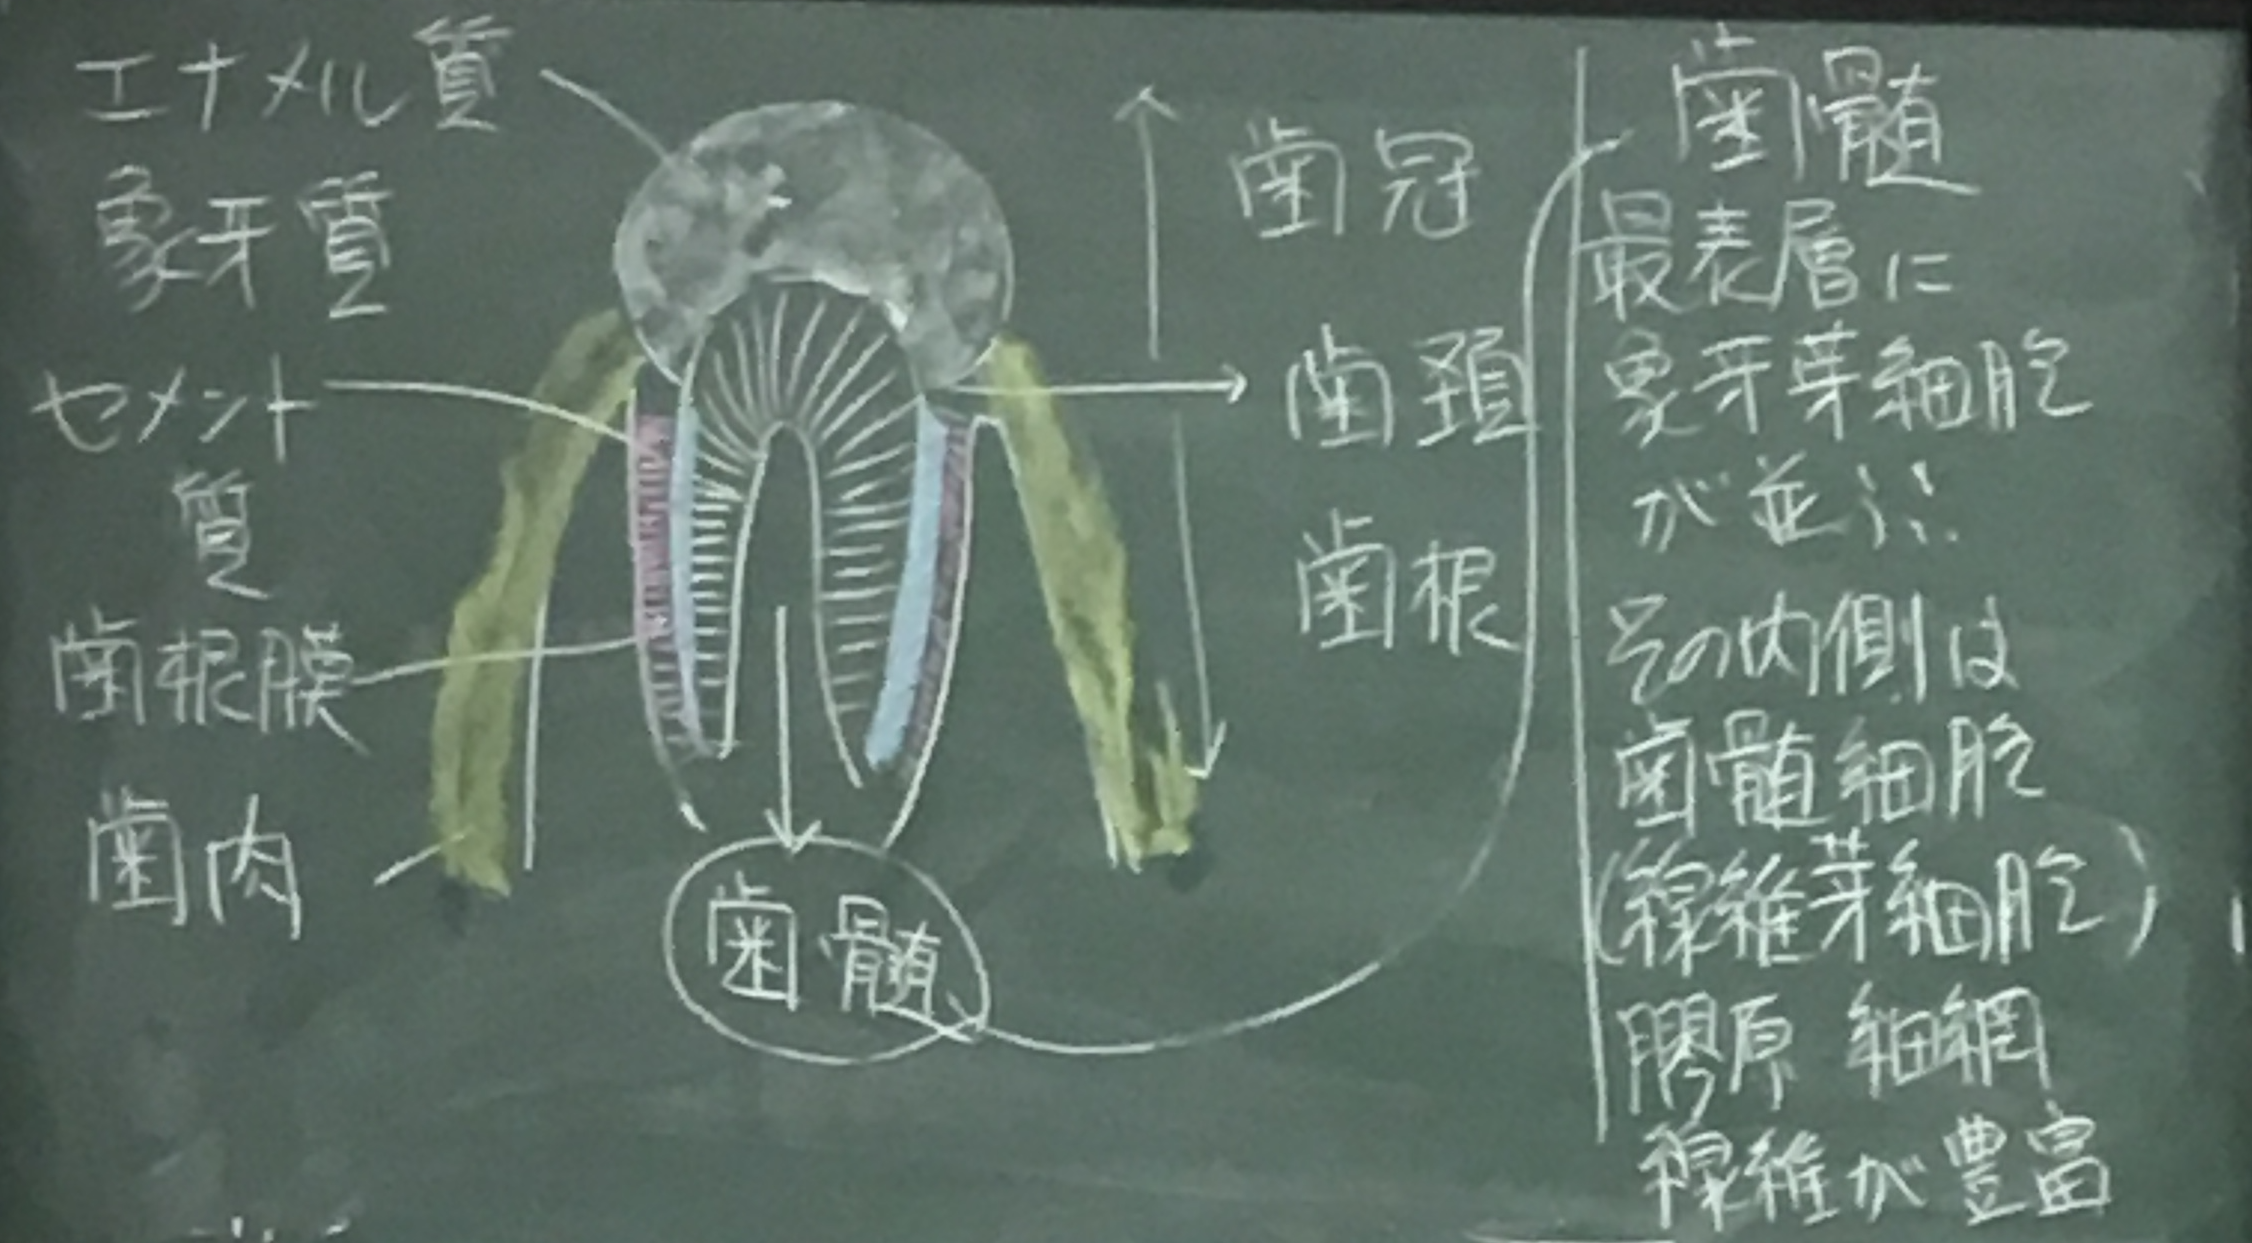 エナメル質
象牙質
セメント
質
歯根膜
歯肉
歯冠
歯頚
歯根
歯髄
歯髄
最表層に
象牙芽細胞
が並ぶ.
その内側は
歯髄細胞
(線維芽細胞)
膠原 細網
線維が豊富